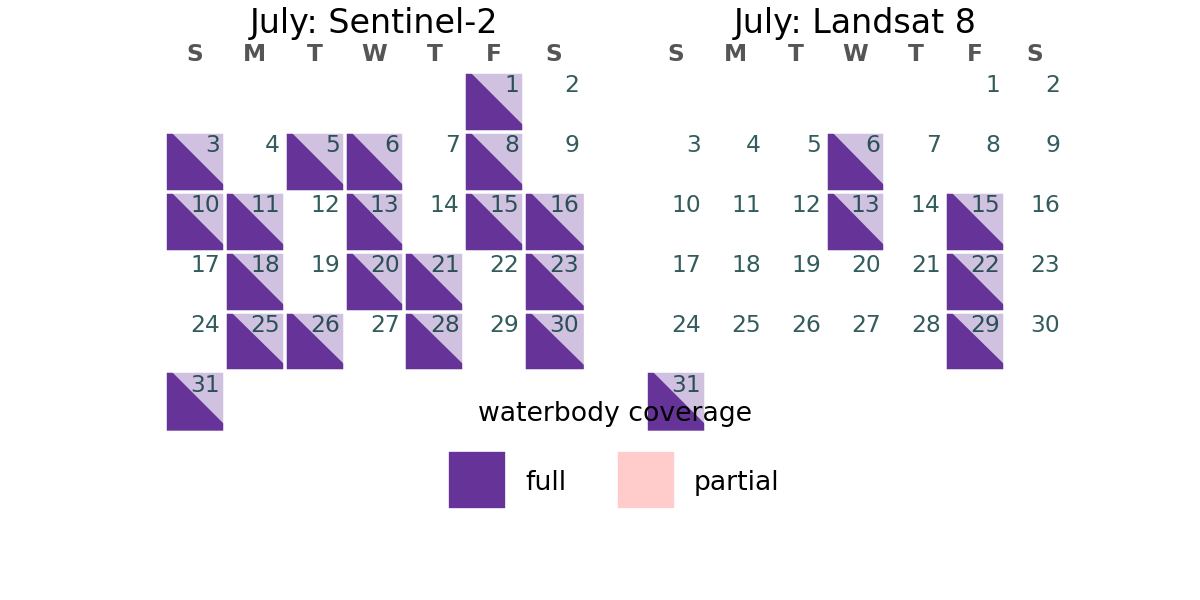 July: Sentinel-2
S M T W T F S
1 2
3 4 5 6 7 8 9
10 11 12 13 14 15 16
17 18 19 20 21 22 23
24 25 26 27 28 29 30
31
July: Landsat 8
S M T W T F S
1 2
3 4 5 6 7 8 9
10 11 12 13 14 15 16
17 18 19 20 21 22 23
24 25 26 27 28 29 30
31
waterbody coverage
full partial